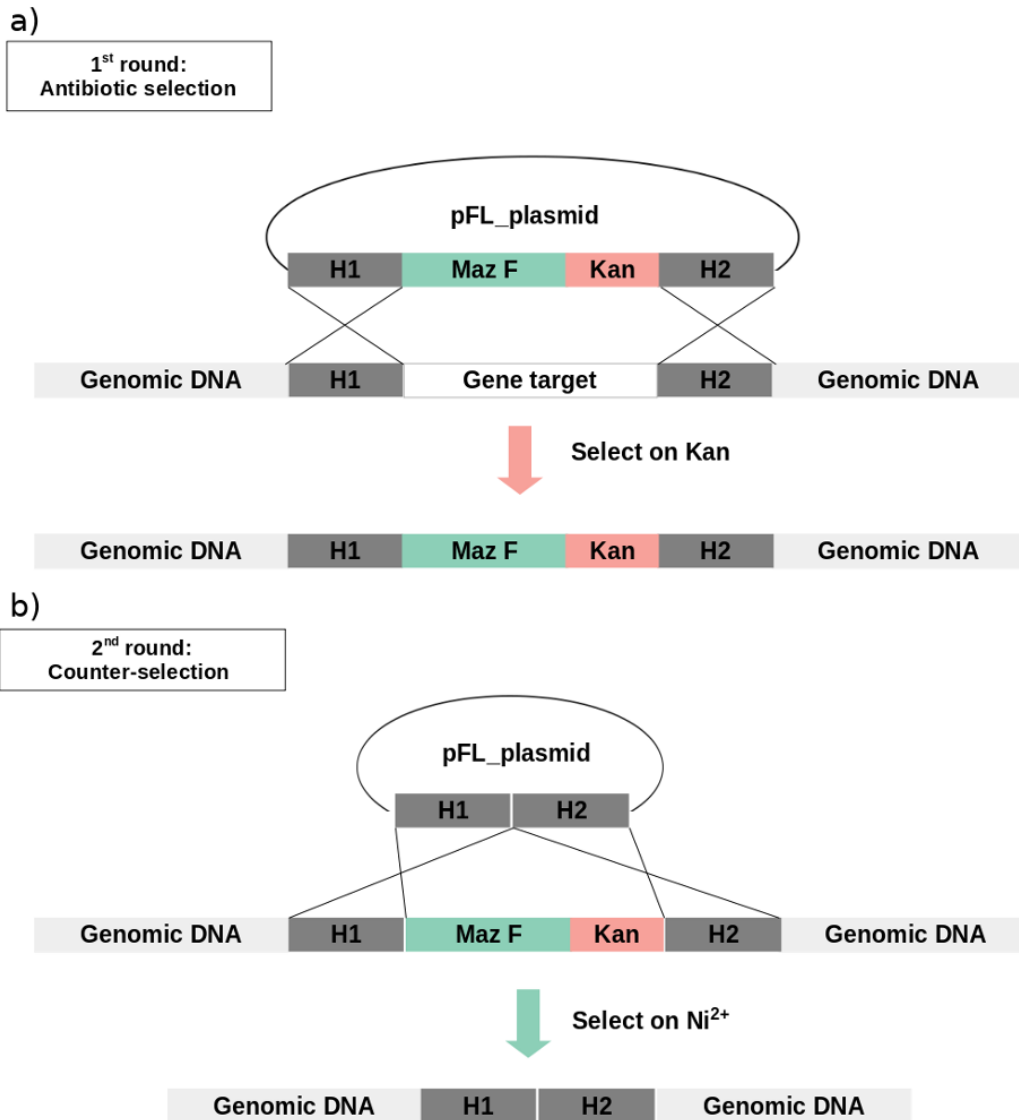 a)
1st round:
Antibiotic selection
pFL_plasmid
H1 Maz F Kan H2
Genomic DNA H1 Gene target H2 Genomic DNA
Select on Kan
Genomic DNA H1 Maz F Kan H2 Genomic DNA
b)
2nd round:
Counter-selection
pFL_plasmid
H1 H2
Genomic DNA H1 Maz F Kan H2 Genomic DNA
Select on Ni2+
Genomic DNA H1 H2 Genomic DNA